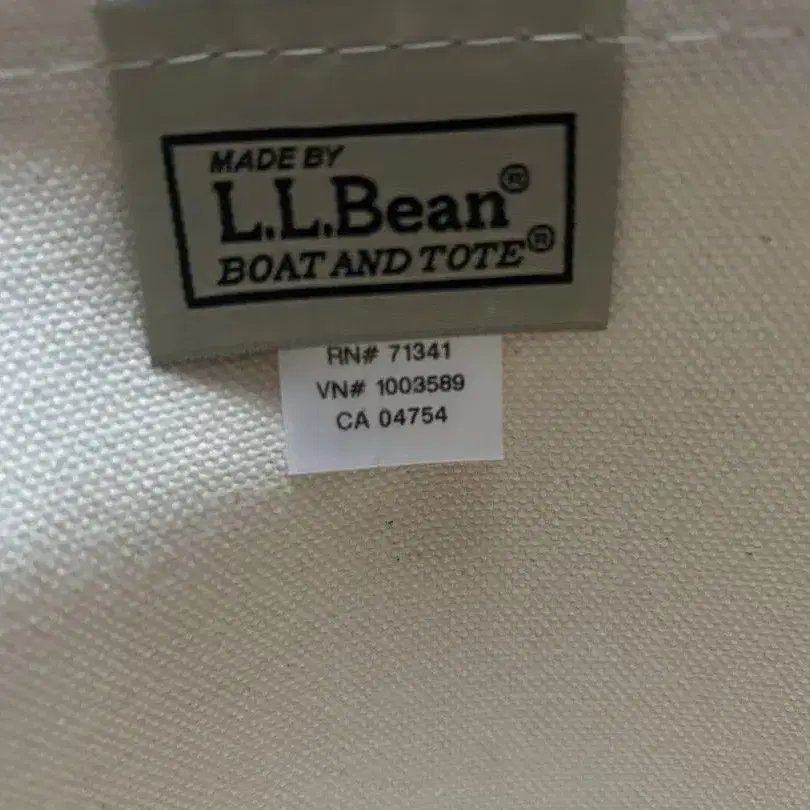 MADE BY
L.L.Bean®
BOAT AND TOTE®
RN# 71341
VN# 1003589
CA 04754